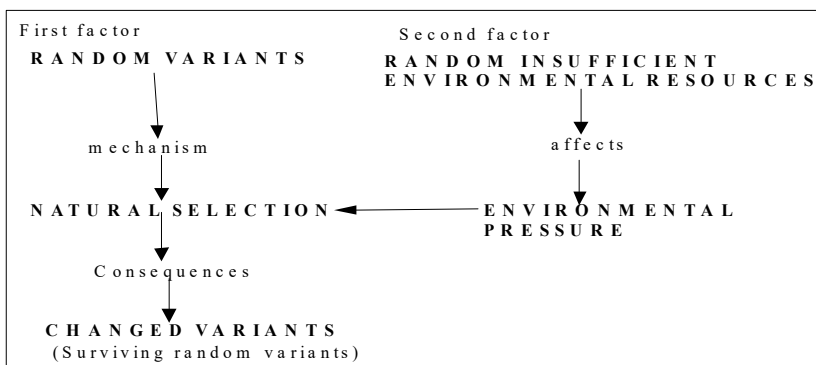 First factor
RANDOM VARIANTS
mechanism
NATURAL SELECTION
Consequences
CHANGED VARIANTS
(Surviving random variants)
Second factor
RANDOM INSUFFICIENT
ENVIRONMENTAL RESOURCES
affects
ENVIRONMENTAL
PRESSURE